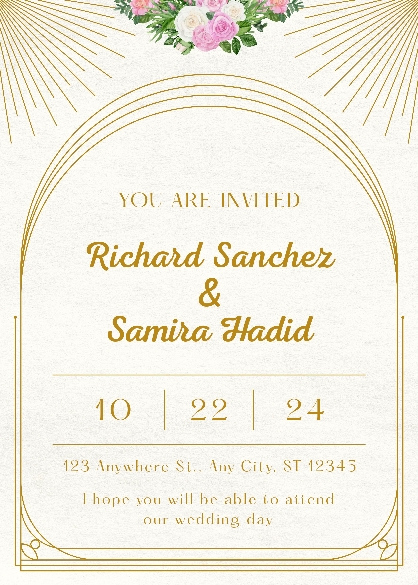 YOU ARE INVITED
Richard Sanchez
&
Samira Hadid
10 22 24
123 Anywhere St., Any City, ST 12345
I hope you will be able to attend
our wedding day